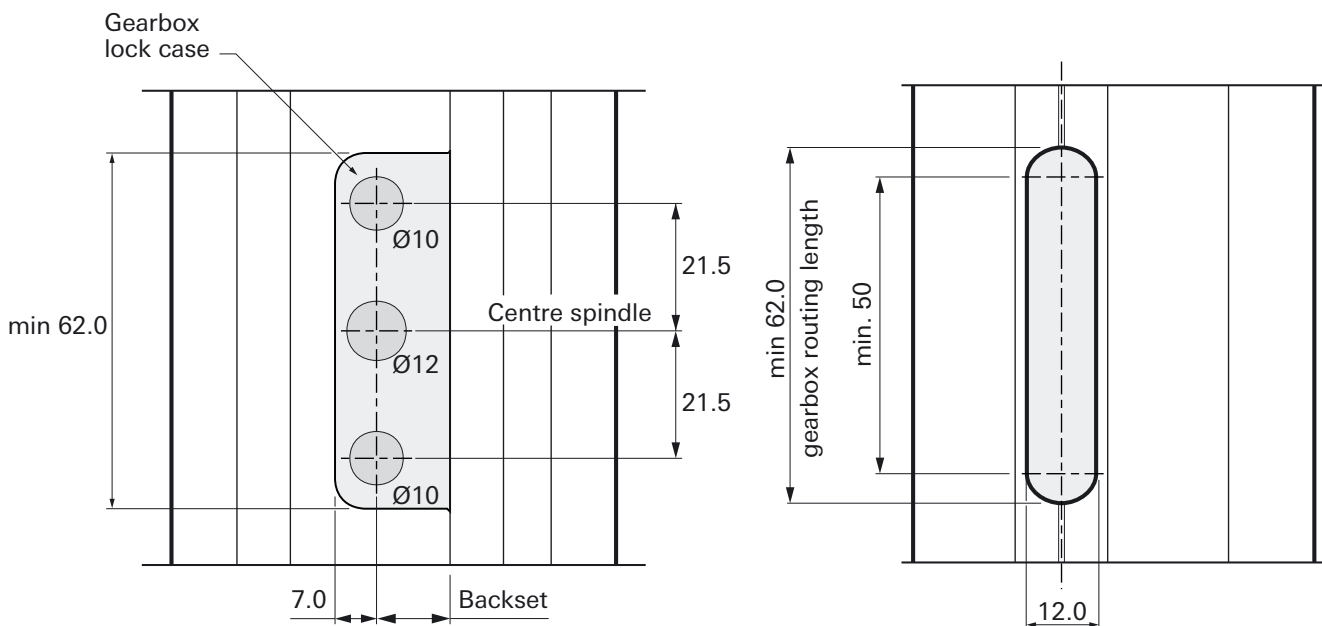 Gearbox
lock case
Ø10
21.5
min 62.0
Centre spindle
Ø12
21.5
Ø10
7.0
Backset
min 62.0
gearbox routing length
min. 50
12.0